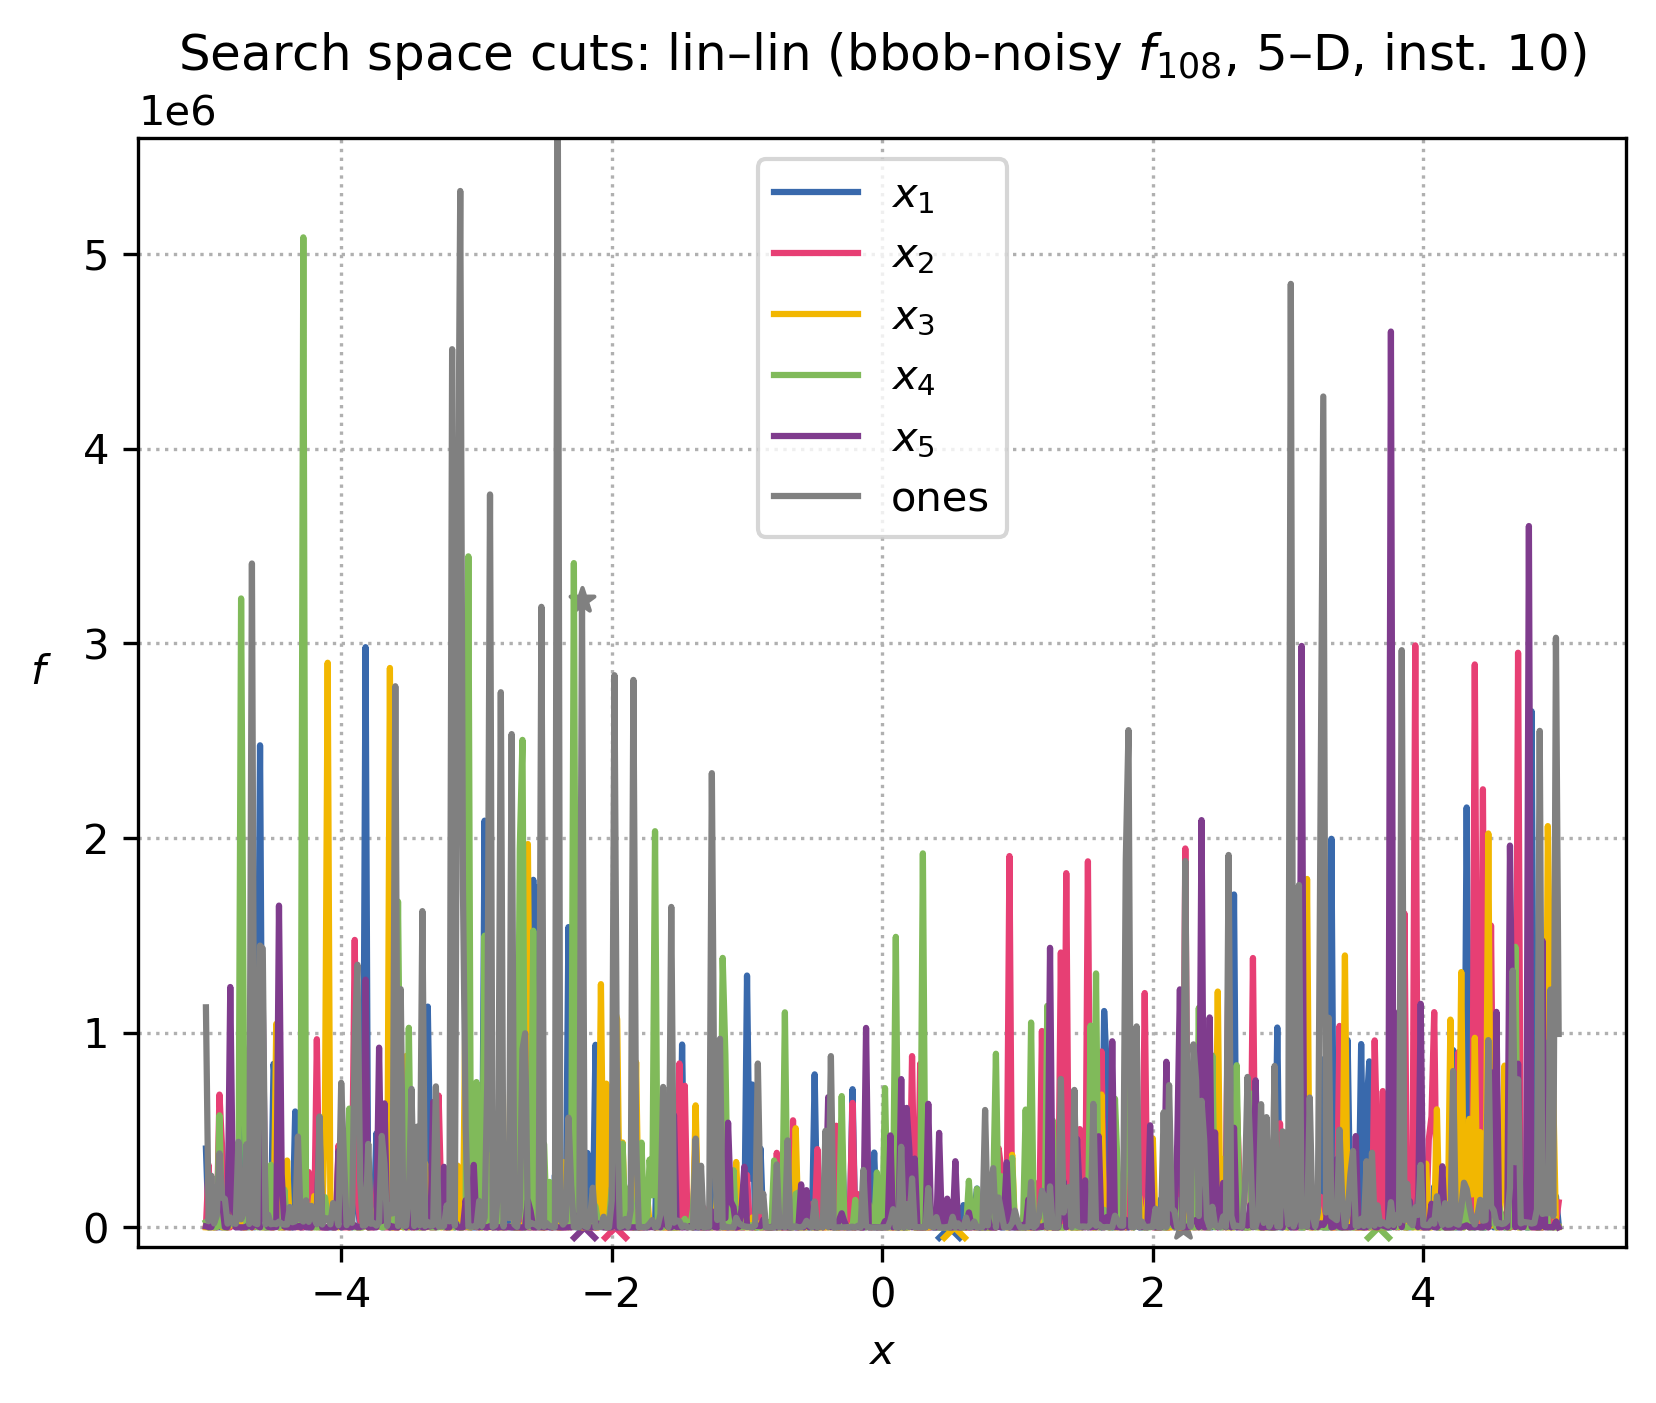 Search space cuts: lin–lin (bbob-noisy f₁₀₈, 5–D, inst. 10)
1e6
x₁
x₂
x₃
x₄
x₅
ones
5
4
3
2
1
0
f
−4
−2
0
2
4
x